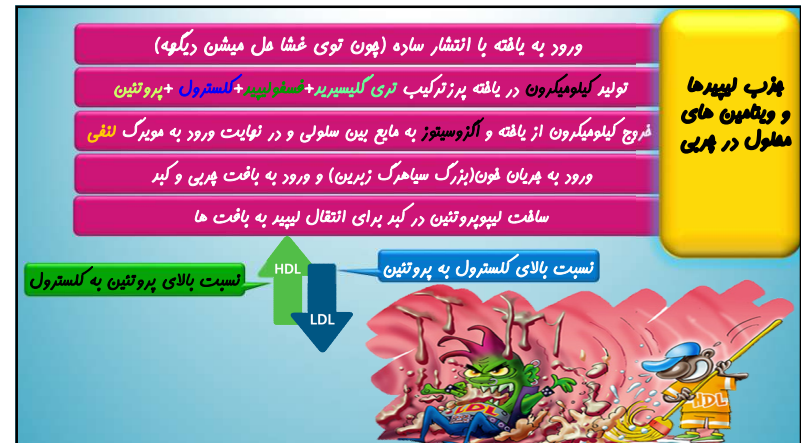 جذب لیپیدها
و ویتامین های
محلول در چربی
ورود به یاخته با انتشار ساده (چون توی غشا حل میشن دیگهه)
تولید کیلومیکرون در یاخته پرزترکیب تری گلیسیرید+فسفولیپید+کلسترول +پروتئین
خروج کیلومیکرون از یاخته و اگزوسیتوز به مایع بین سلولی و در نهایت ورود به مویرگ لنفی
ورود به جریان خون(بزرگ سیاهرگ زبرین) و ورود به بافت چربی و کبد
ساخت لیپوپروتئین در کبد برای انتقال لیپید به بافت ها
نسبت بالای کلسترول به پروتئین
HDL
نسبت بالای پروتئین به کلسترول
LDL
LDL
HDL